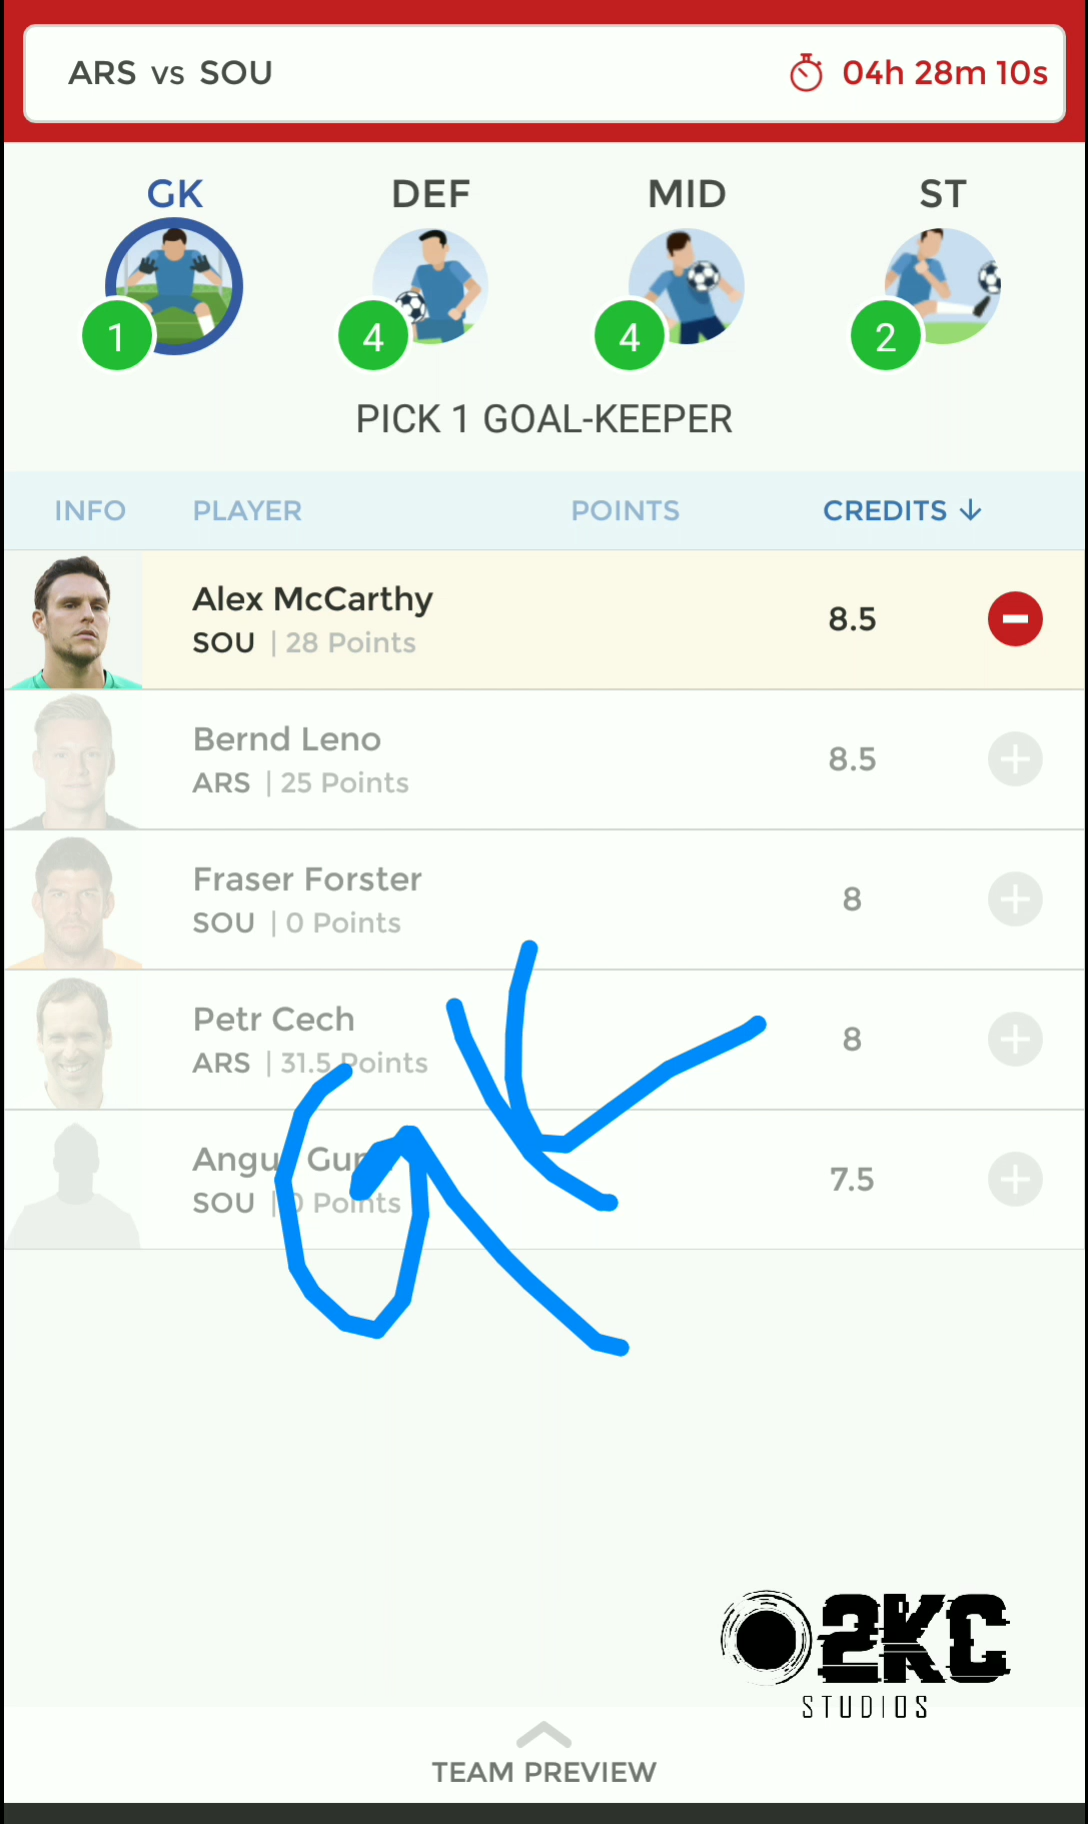 ARS vs SOU 04h 28m 10s
GK DEF MID ST
1 4 4 2
PICK 1 GOAL-KEEPER
INFO PLAYER POINTS CREDITS ↓
Alex McCarthy
SOU | 28 Points 8.5
Bernd Leno
ARS | 25 Points 8.5
Fraser Forster
SOU | 0 Points 8
Petr Cech
ARS | 31.5 Points 8
SOU | 0 Points 7.5
GK
2KC
STUDIOS
TEAM PREVIEW